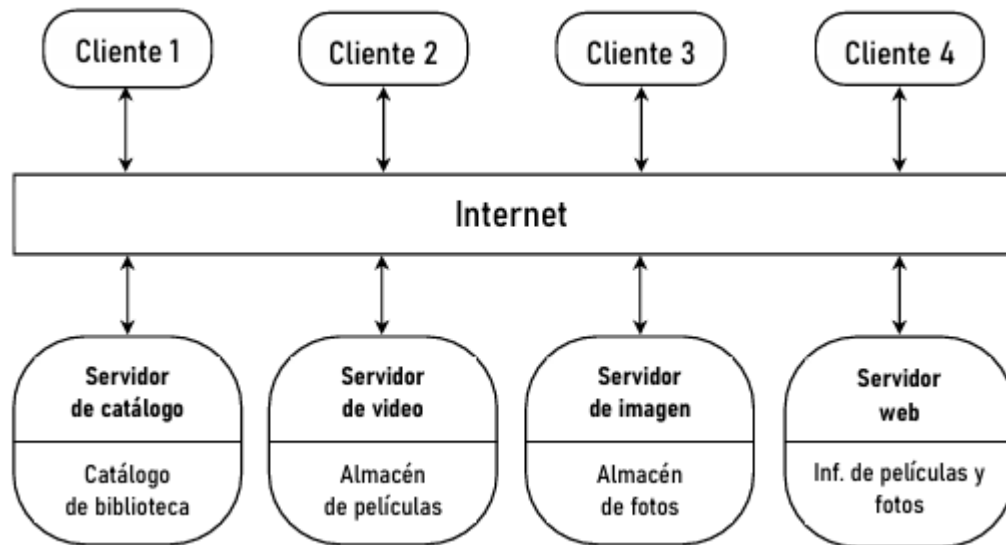 Cliente 1
Cliente 2
Cliente 3
Cliente 4
Internet
Servidor
de catálogo
Catálogo
de biblioteca
Servidor
de video
Almacén
de películas
Servidor
de imagen
Almacén
de fotos
Servidor
web
Inf. de películas y
fotos